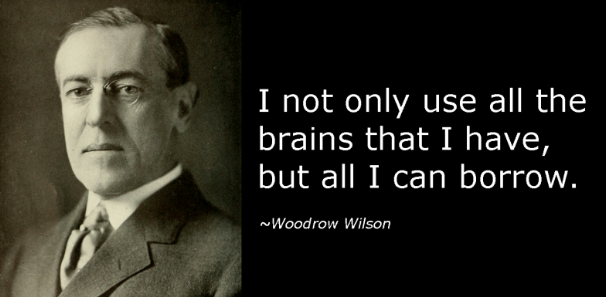 I not only use all the
brains that I have,
but all I can borrow.
~Woodrow Wilson